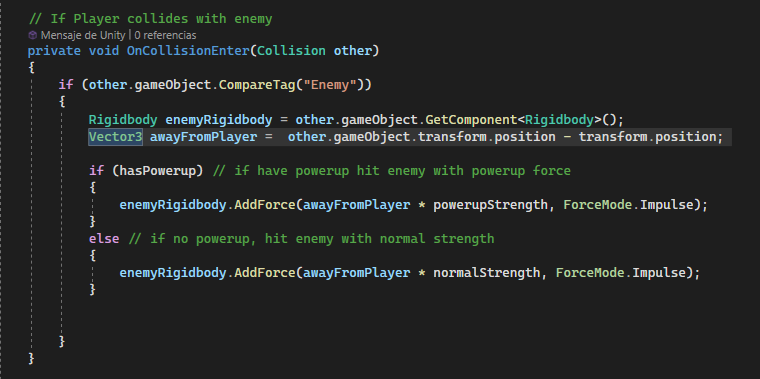 // If Player collides with enemy
Mensaje de Unity | 0 referencias
private void OnCollisionEnter(Collision other)
{
if (other.gameObject.CompareTag("Enemy"))
{
Rigidbody enemyRigidbody = other.gameObject.GetComponent<Rigidbody>();
Vector3 awayFromPlayer =  other.gameObject.transform.position - transform.position;
if (hasPowerup) // if have powerup hit enemy with powerup force
{
enemyRigidbody.AddForce(awayFromPlayer * powerupStrength, ForceMode.Impulse);
}
else // if no powerup, hit enemy with normal strength
{
enemyRigidbody.AddForce(awayFromPlayer * normalStrength, ForceMode.Impulse);
}
}
}